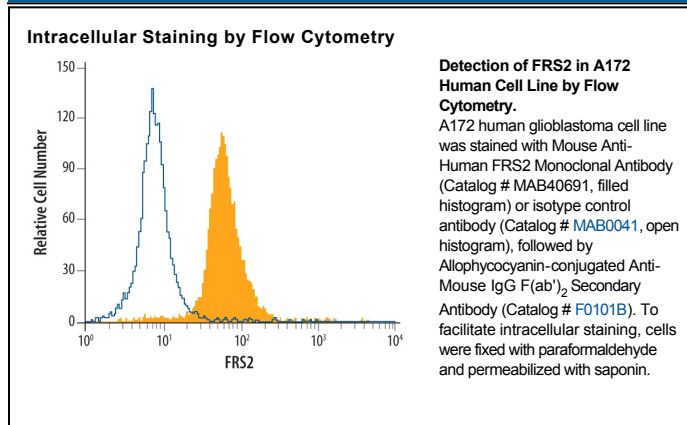 Intracellular Staining by Flow Cytometry
150
120
90
60
30
0
Relative Cell Number
10⁰ 10¹ 10² 10³ 10⁴
FRS2
Detection of FRS2 in A172
Human Cell Line by Flow
Cytometry.
A172 human glioblastoma cell line
was stained with Mouse Anti-
Human FRS2 Monoclonal Antibody
(Catalog # MAB40691, filled
histogram) or isotype control
antibody (Catalog # MAB0041, open
histogram), followed by
Allophycocyanin-conjugated Anti-
Mouse IgG F(ab')₂ Secondary
Antibody (Catalog # F0101B). To
facilitate intracellular staining, cells
were fixed with paraformaldehyde
and permeabilized with saponin.